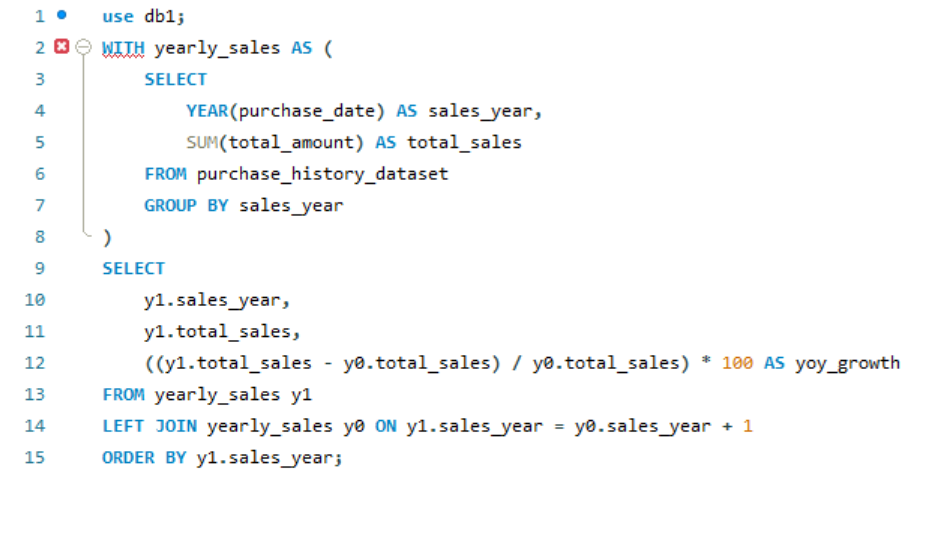 1 use db1;
2 WITH yearly_sales AS (
3 SELECT
4 YEAR(purchase_date) AS sales_year,
5 SUM(total_amount) AS total_sales
6 FROM purchase_history_dataset
7 GROUP BY sales_year
8 )
9 SELECT
10 y1.sales_year,
11 y1.total_sales,
12 ((y1.total_sales - y0.total_sales) / y0.total_sales) * 100 AS yoy_growth
13 FROM yearly_sales y1
14 LEFT JOIN yearly_sales y0 ON y1.sales_year = y0.sales_year + 1
15 ORDER BY y1.sales_year;